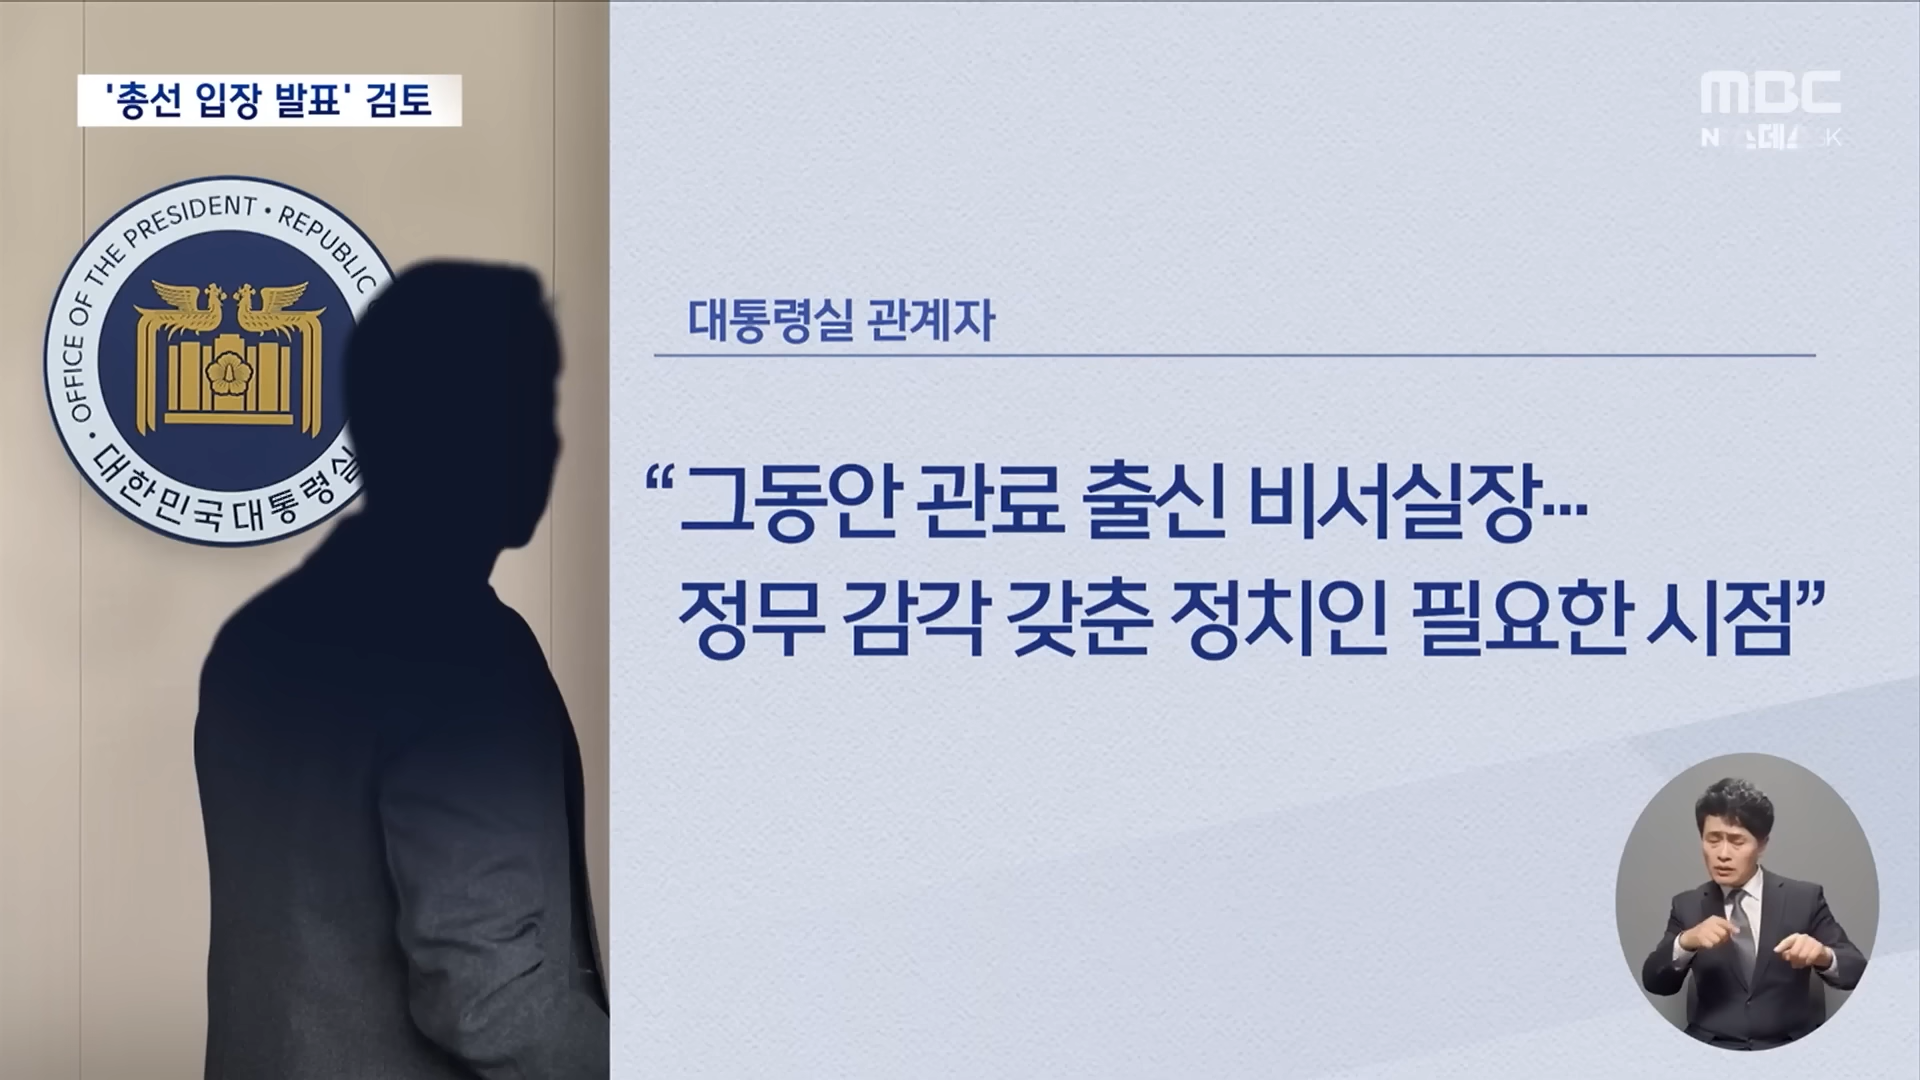 '총선 입장 발표' 검토
MBC
OFFICE OF THE PRESIDENT · REPUBLIC
대한민국대통령실
대통령실 관계자
“그동안 관료 출신 비서실장…
정무 감각 갖춘 정치인 필요한 시점”